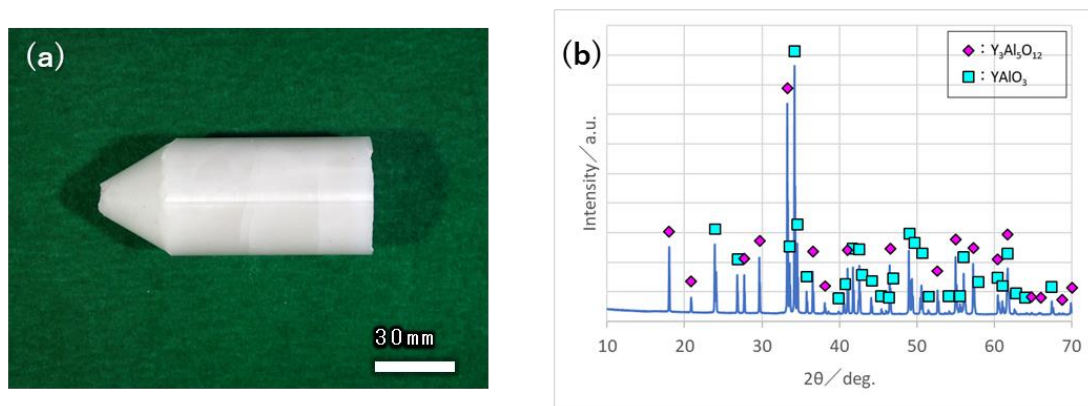 (a)
30mm
(b)
◆：Y₃Al₅O₁₂
■：YAlO₃
Intensity／a.u.
10 20 30 40 50 60 70
2θ／deg.